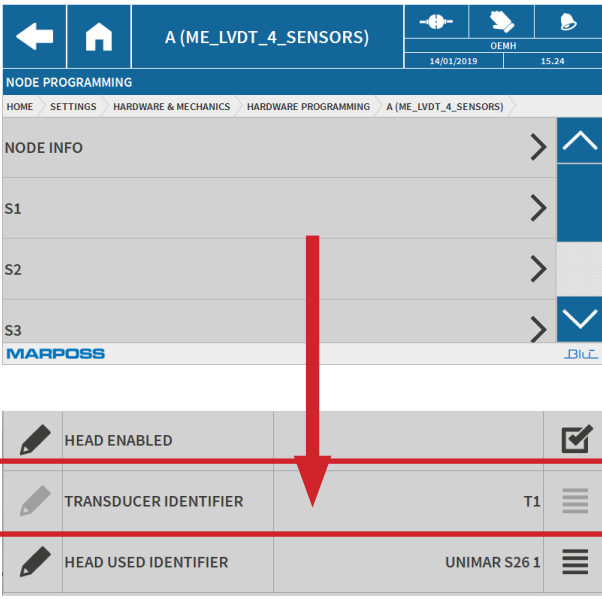 A (ME_LVDT_4_SENSORS)
OEMH
14/01/2019 15.24
NODE PROGRAMMING
HOME SETTINGS HARDWARE & MECHANICS HARDWARE PROGRAMMING A (ME_LVDT_4_SENSORS)
NODE INFO
S1
S2
S3
MARPOSS BLÚ
HEAD ENABLED
TRANSDUCER IDENTIFIER T1
HEAD USED IDENTIFIER UNIMAR S26 1